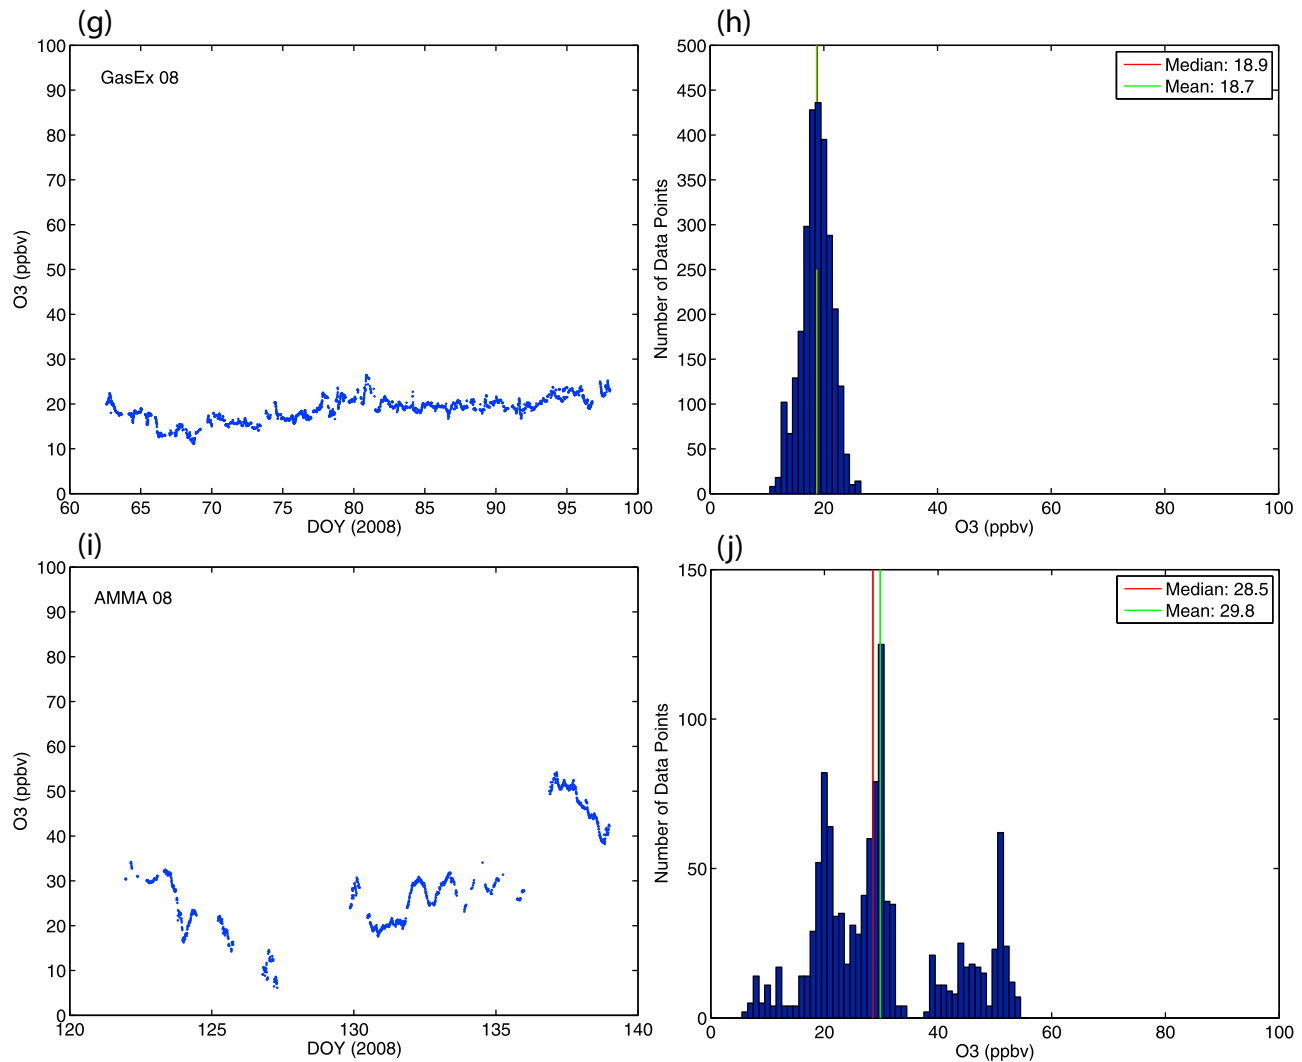 (g)
GasEx 08
100
90
80
70
60
50
40
30
20
10
0
O3 (ppbv)
60 65 70 75 80 85 90 95 100
DOY (2008)
(h)
500
450
400
350
300
250
200
150
100
50
0
Number of Data Points
Median: 18.9
Mean: 18.7
0 20 40 60 80 100
O3 (ppbv)
(i)
AMMA 08
100
90
80
70
60
50
40
30
20
10
0
O3 (ppbv)
120 125 130 135 140
DOY (2008)
(j)
150
100
50
0
Number of Data Points
Median: 28.5
Mean: 29.8
0 20 40 60 80 100
O3 (ppbv)